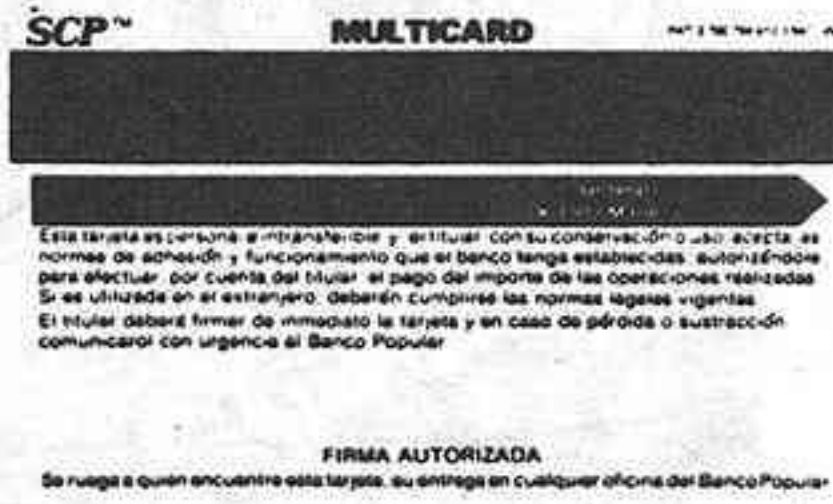 SCP™ MULTICARD
Esta tarjeta es personal e intransferible y el titular con su conservación o uso acepta las
normas de adhesión y funcionamiento que el banco tenga establecidas, autorizándole
para efectuar, por cuenta del titular, el pago del importe de las operaciones realizadas.
Si es utilizada en el extranjero, deberán cumplirse las normas legales vigentes.
El titular deberá firmar de inmediato la tarjeta y en caso de pérdida o sustracción
comunicarol con urgencia al Banco Popular
FIRMA AUTORIZADA
Se ruega a quién encuentre esta tarjeta, su entrega en cualquier oficina del Banco Popular